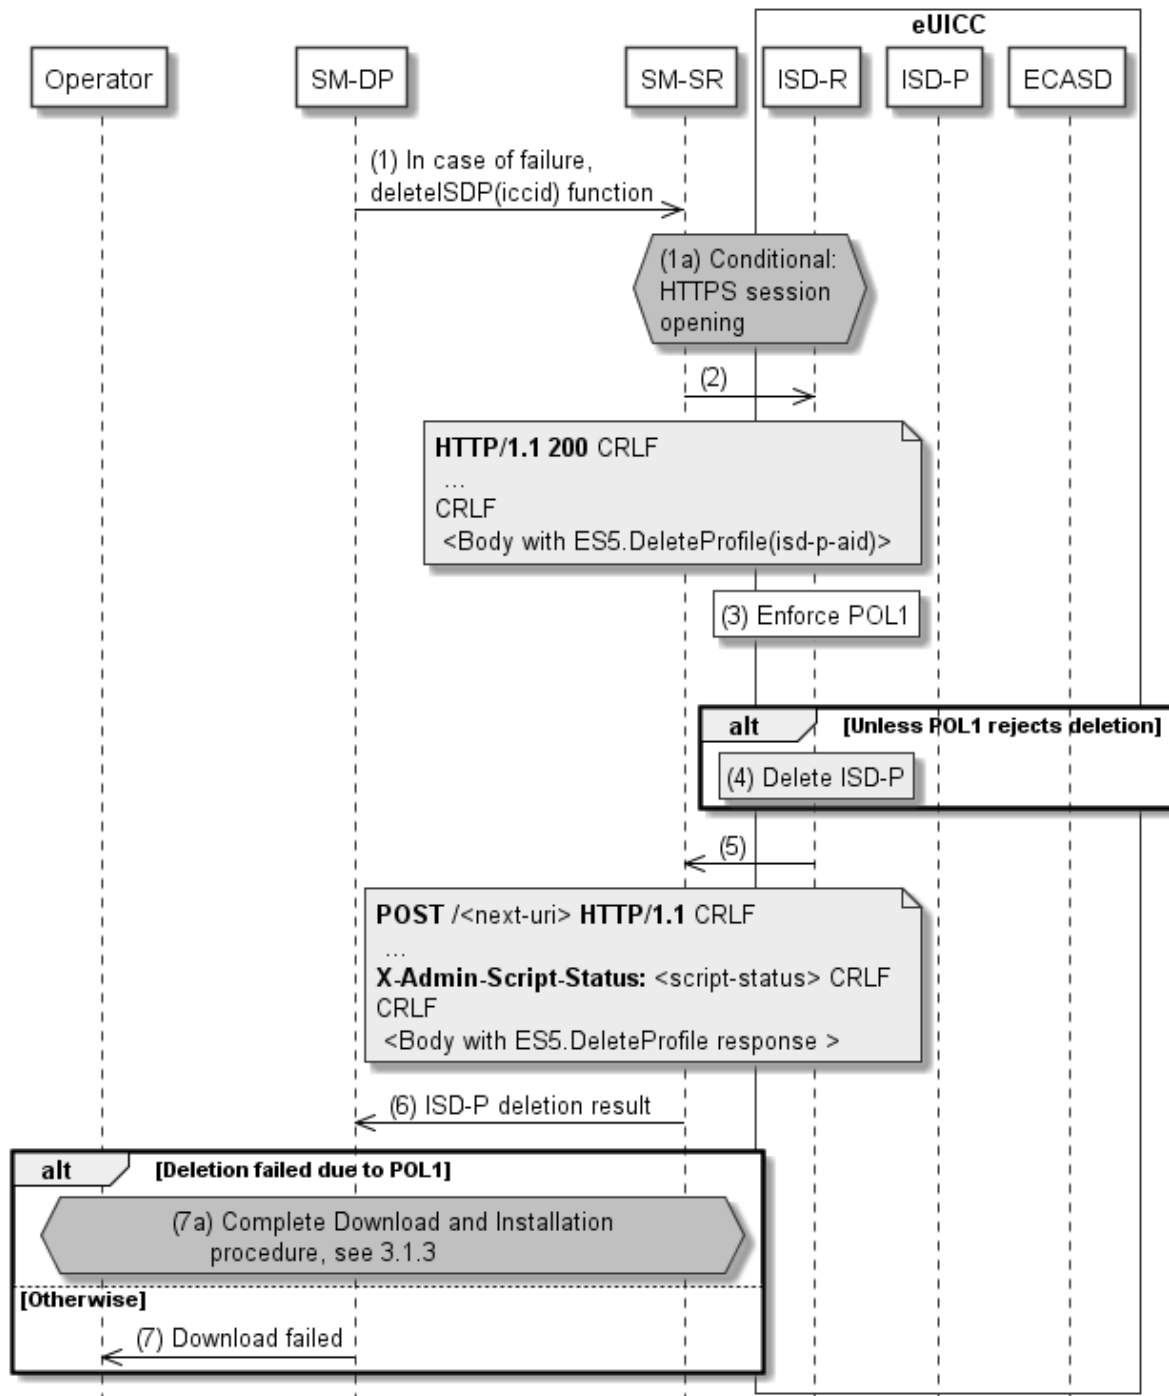 eUICC
Operator
SM-DP
SM-SR
ISD-R
ISD-P
ECASD
(1) In case of failure,
deleteISDP(iccid) function
(1a) Conditional:
HTTPS session
opening
(2)
HTTP/1.1 200 CRLF
...
CRLF
<Body with ES5.DeleteProfile(isd-p-aid)>
(3) Enforce POL1
alt
[Unless POL1 rejects deletion]
(4) Delete ISD-P
(5)
POST /<next-uri> HTTP/1.1 CRLF
...
X-Admin-Script-Status: <script-status> CRLF
CRLF
<Body with ES5.DeleteProfile response >
(6) ISD-P deletion result
alt
[Deletion failed due to POL1]
(7a) Complete Download and Installation
procedure, see 3.1.3
[Otherwise]
(7) Download failed